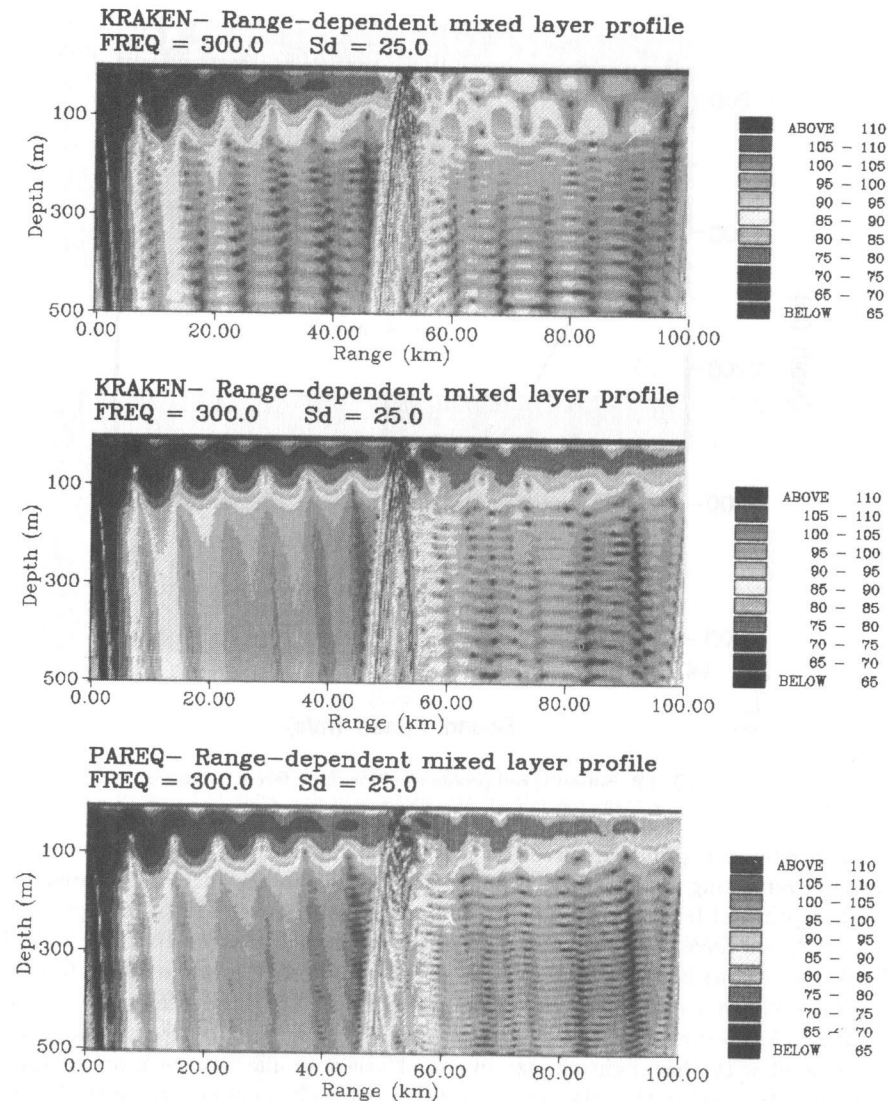 KRAKEN– Range–dependent mixed layer profile
FREQ = 300.0 Sd = 25.0
Depth (m)
100
300
500
0.00 20.00 40.00 60.00 80.00 100.00
Range (km)
ABOVE 110
105 – 110
100 – 105
95 – 100
90 – 95
85 – 90
80 – 85
75 – 80
70 – 75
65 – 70
BELOW 65
KRAKEN– Range–dependent mixed layer profile
FREQ = 300.0 Sd = 25.0
Depth (m)
100
300
500
0.00 20.00 40.00 60.00 80.00 100.00
Range (km)
ABOVE 110
105 – 110
100 – 105
95 – 100
90 – 95
85 – 90
80 – 85
75 – 80
70 – 75
65 – 70
BELOW 65
PAREQ– Range–dependent mixed layer profile
FREQ = 300.0 Sd = 25.0
Depth (m)
100
300
500
0.00 20.00 40.00 60.00 80.00 100.00
Range (km)
ABOVE 110
105 – 110
100 – 105
95 – 100
90 – 95
85 – 90
80 – 85
75 – 80
70 – 75
65 – 70
BELOW 65